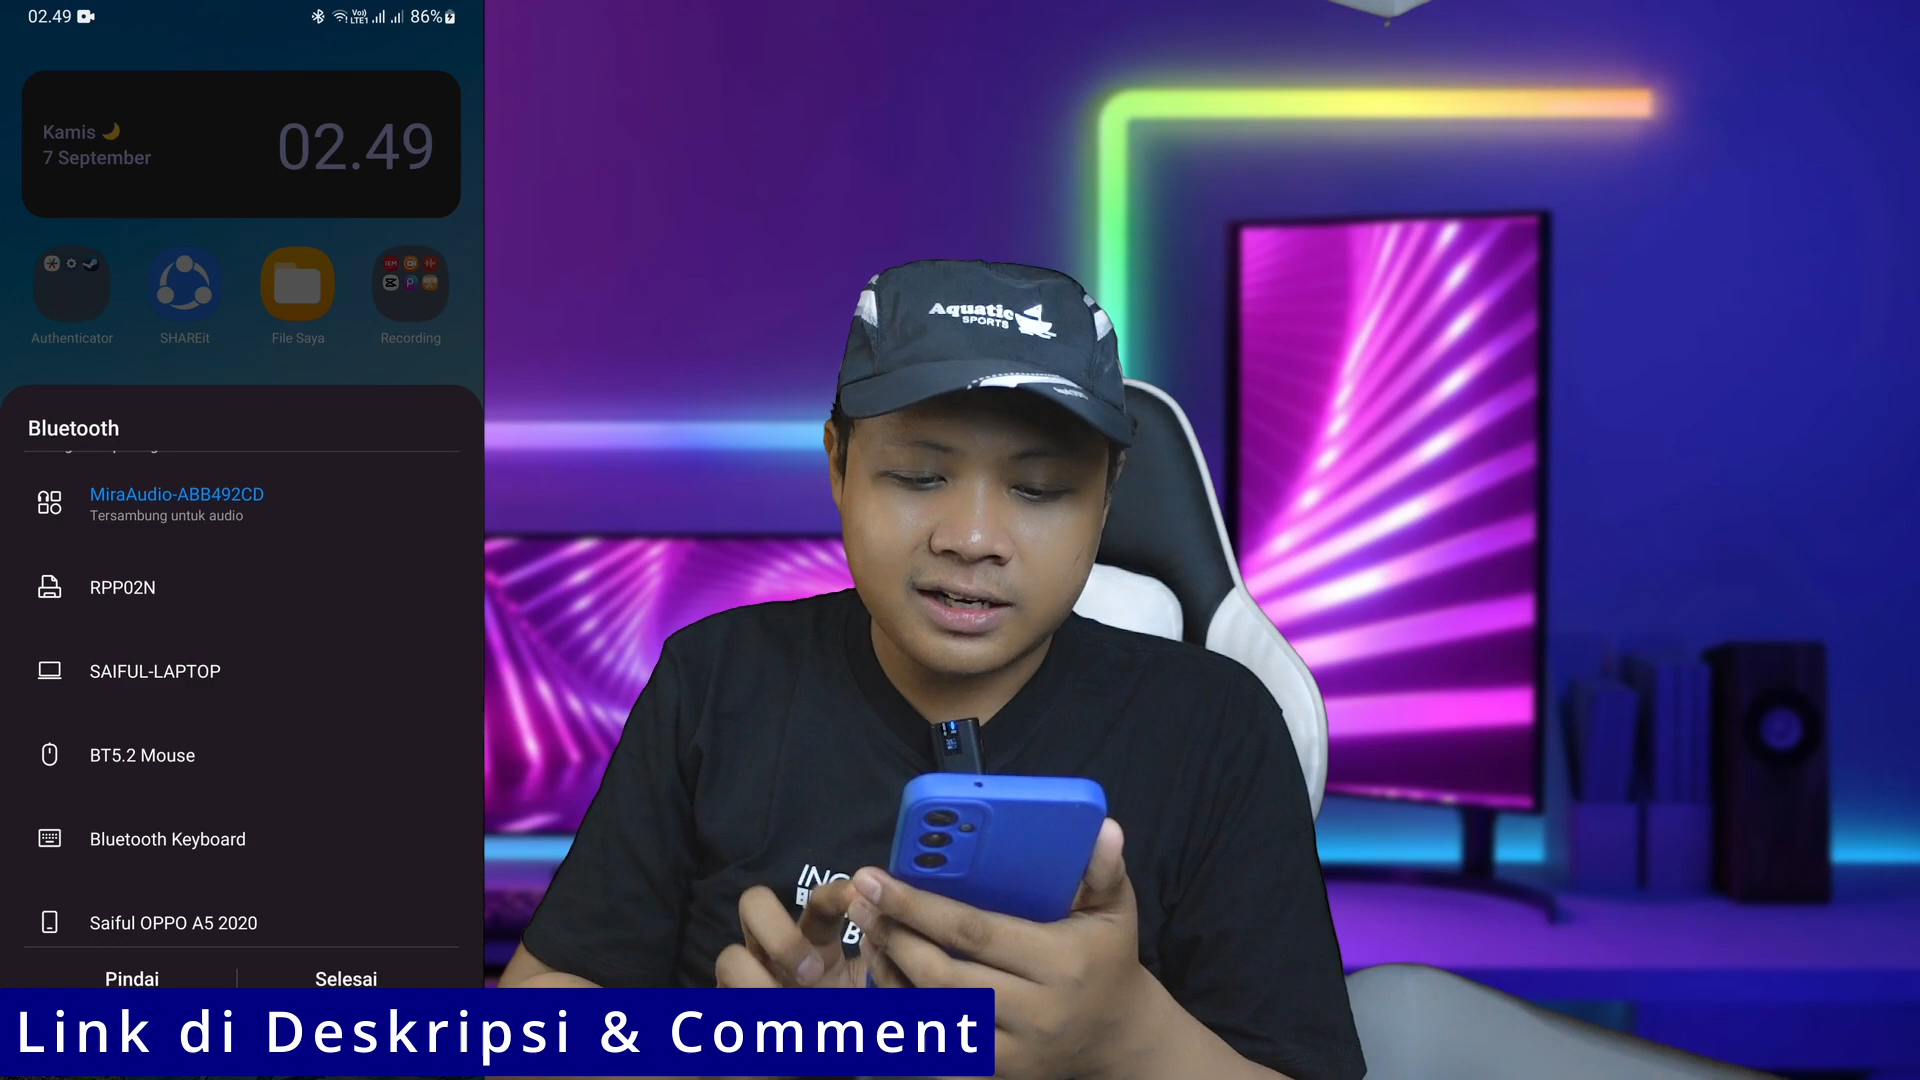 02.49
Vo)) LTE1
86%
Kamis
7 September
02.49
Authenticator
SHAREit
File Saya
Recording
Bluetooth
MiraAudio-ABB492CD
Tersambung untuk audio
RPP02N
SAIFUL-LAPTOP
BT5.2 Mouse
Bluetooth Keyboard
Saiful OPPO A5 2020
Pindai
Selesai
Link di Deskripsi & Comment
Aquatic
SPORTS